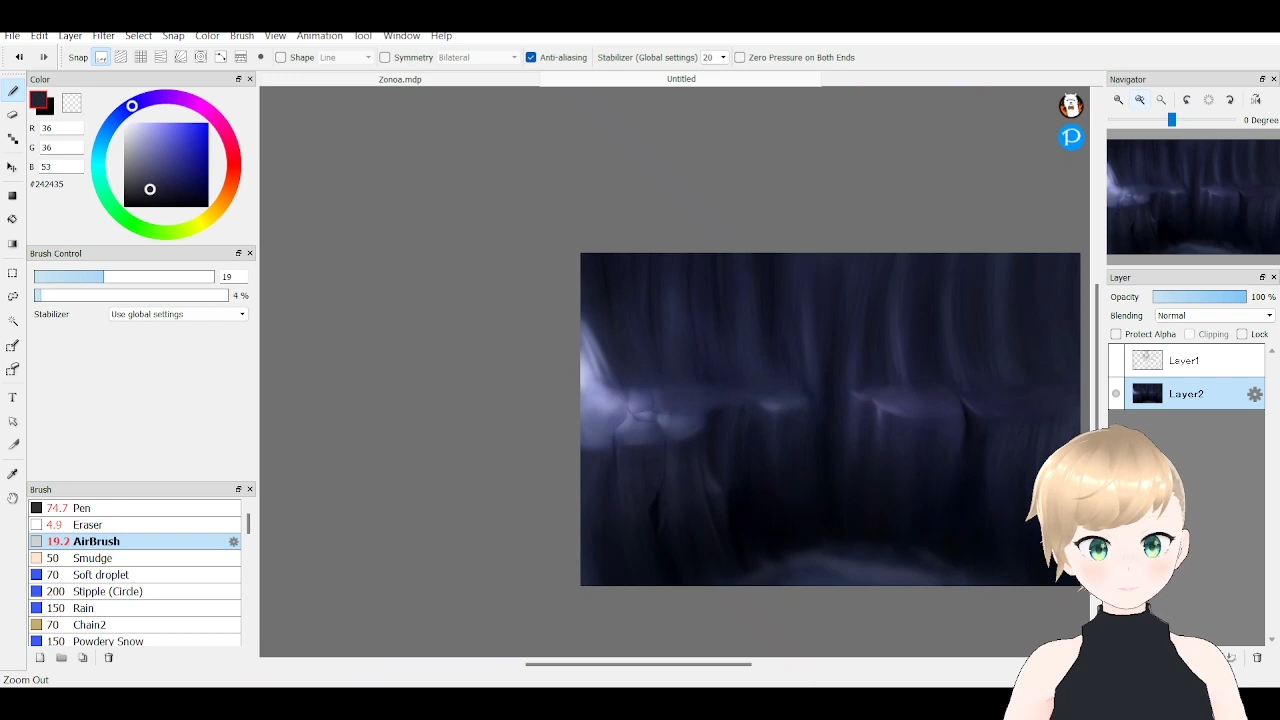 File Edit Layer Filter Select Snap Color Brush View Animation Tool Window Help
Snap Shape Line Symmetry Bilateral Anti-aliasing Stabilizer (Global settings) 20 Zero Pressure on Both Ends
Color
Zonoa.mdp
Untitled
Navigator
0 Degree
R 36
G 36
B 53
#242435
Brush Control
19
4 %
Stabilizer Use global settings
Layer
Opacity 100 %
Blending Normal
Protect Alpha Clipping Lock
Layer1
Layer2
Brush
74.7 Pen
4.9 Eraser
19.2 AirBrush
50 Smudge
70 Soft droplet
200 Stipple (Circle)
150 Rain
70 Chain2
150 Powdery Snow
Zoom Out